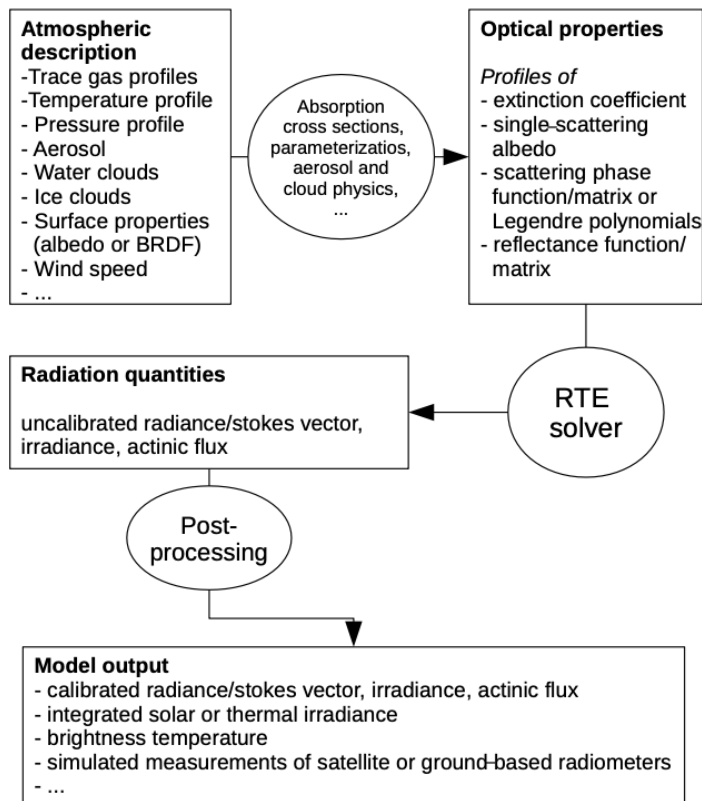 Atmospheric
description
-Trace gas profiles
-Temperature profile
- Pressure profile
- Aerosol
- Water clouds
- Ice clouds
- Surface properties
(albedo or BRDF)
- Wind speed
- ...
Absorption
cross sections,
parameterizatios,
aerosol and
cloud physics,
...
Optical properties
Profiles of
- extinction coefficient
- single-scattering
albedo
- scattering phase
function/matrix or
Legendre polynomials
- reflectance function/
matrix
RTE
solver
Radiation quantities
uncalibrated radiance/stokes vector,
irradiance, actinic flux
Post-
processing
Model output
- calibrated radiance/stokes vector, irradiance, actinic flux
- integrated solar or thermal irradiance
- brightness temperature
- simulated measurements of satellite or ground-based radiometers
- ...